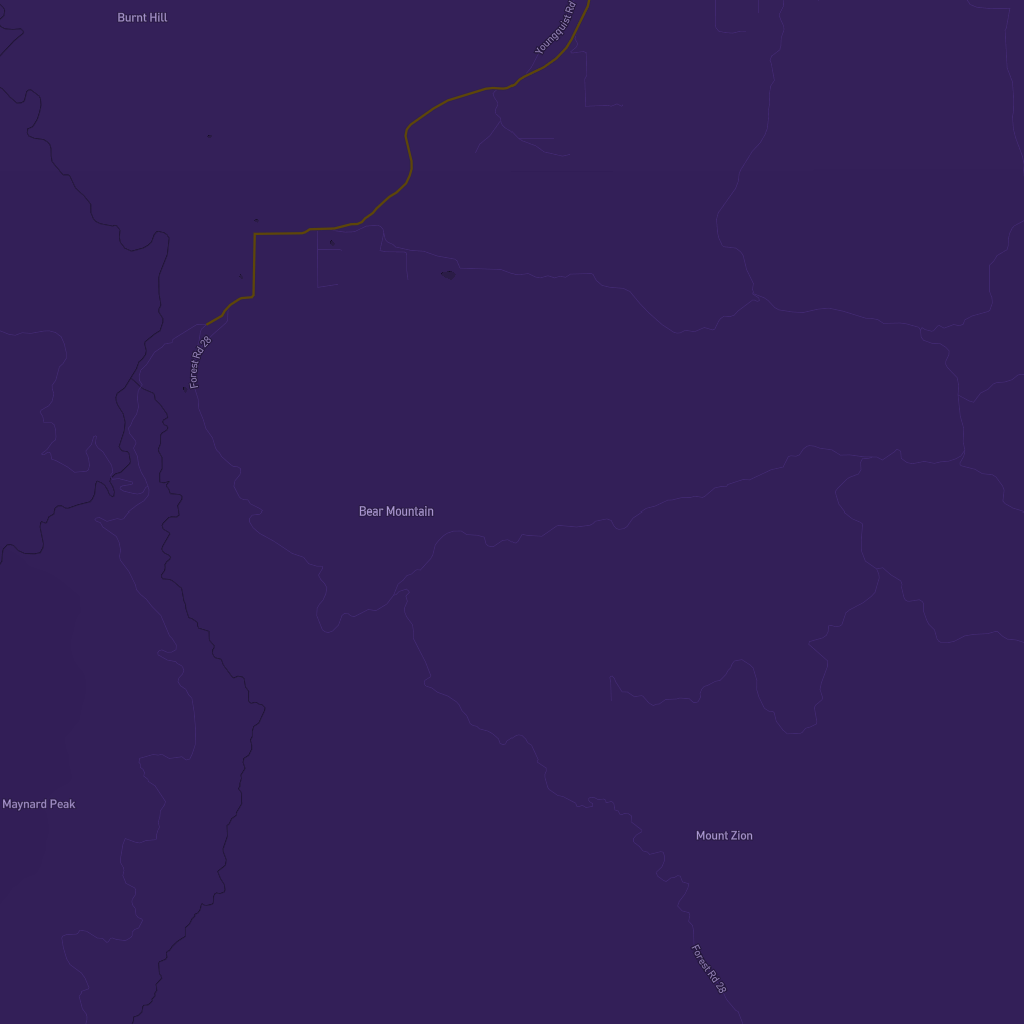 Burnt Hill
Youngquist Rd
Forest Rd 28
Bear Mountain
Maynard Peak
Mount Zion
Forest Rd 28